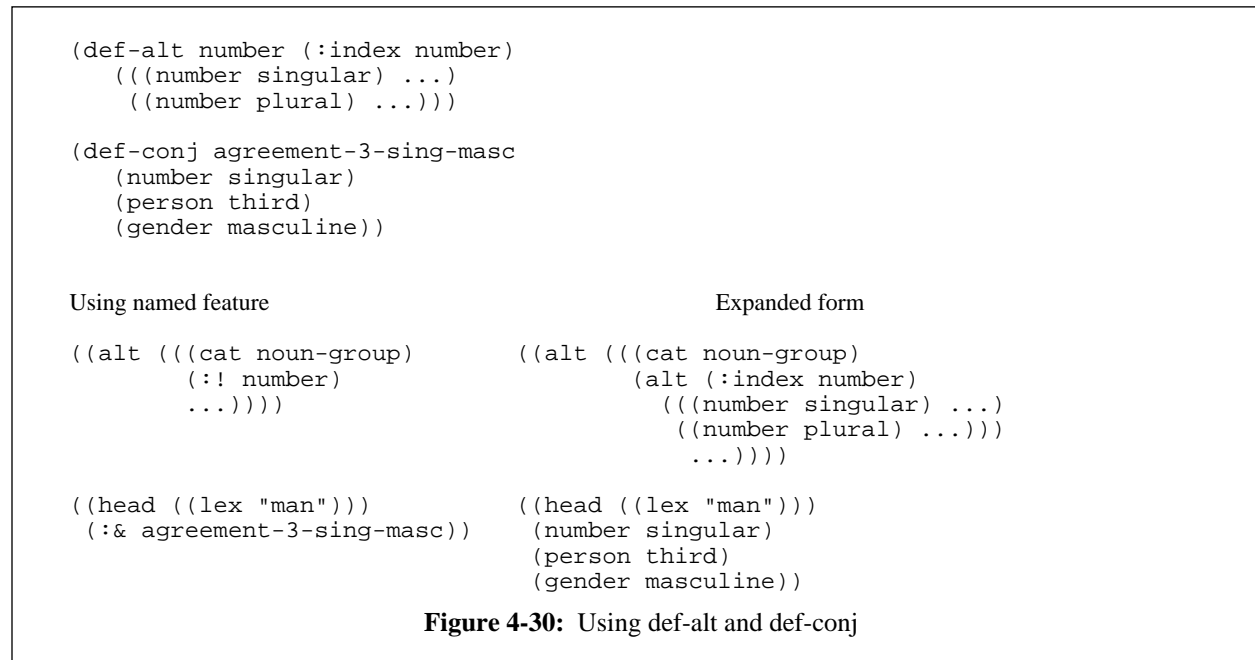 (def-alt number (:index number)
(((number singular) ...)
((number plural) ...)))
(def-conj agreement-3-sing-masc
(number singular)
(person third)
(gender masculine))
Using named feature Expanded form
((alt (((cat noun-group) ((alt (((cat noun-group)
(:! number) (alt (:index number)
...)))) (((number singular) ...)
((number plural) ...)))
...))))
((head ((lex "man"))) ((head ((lex "man")))
(:& agreement-3-sing-masc)) (number singular)
(person third)
(gender masculine))
Figure 4-30: Using def-alt and def-conj